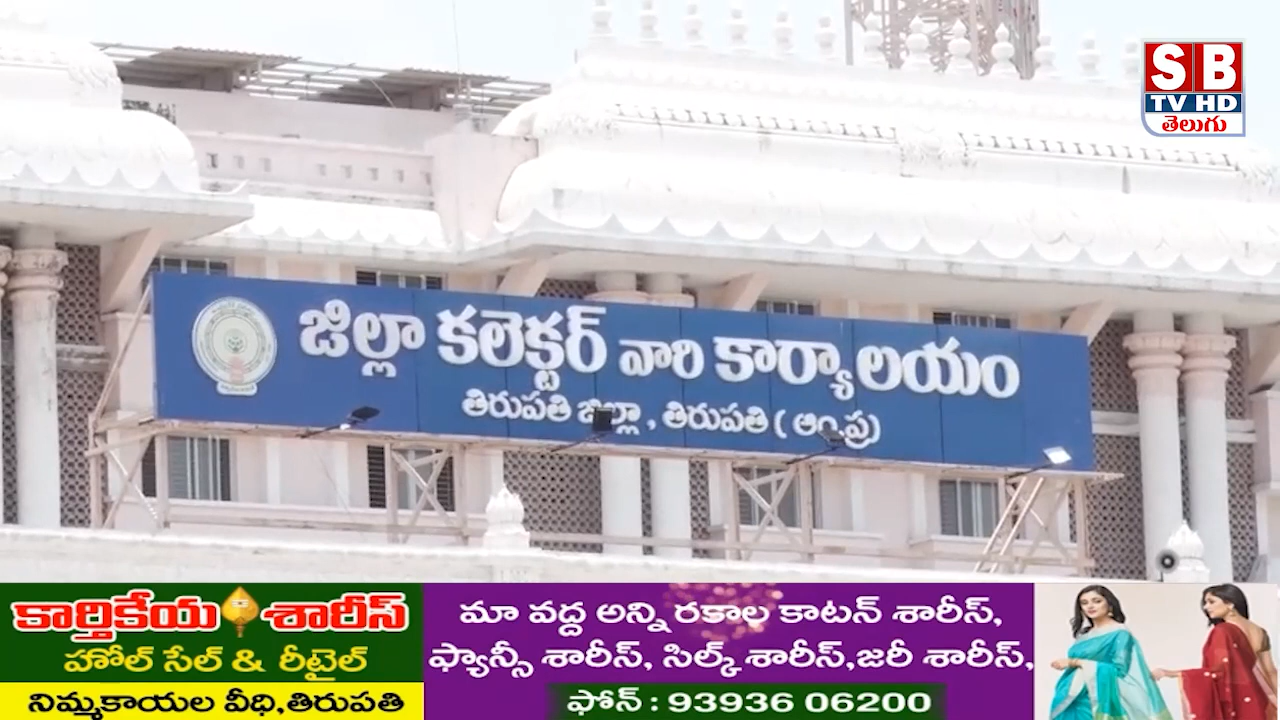 SB
TV HD
తెలుగు
జిల్లా కలెక్టర్ వారి కార్యాలయం
తిరుపతి జిల్లా , తిరుపతి ( ఆం.ప్ర)
కార్తికేయ శారీస్
హోల్ సేల్ & రీటైల్
నిమ్మకాయల వీధి,తిరుపతి
మా వద్ద అన్ని రకాల కాటన్ శారీస్,
ఫ్యాన్సీ శారీస్, సిల్క్ శారీస్,జరీ శారీస్,
ఫోన్ : 93936 06200